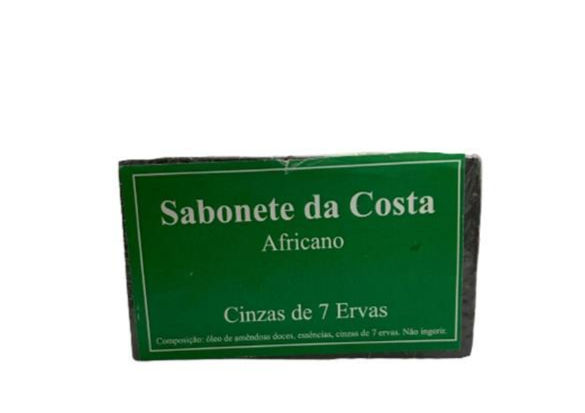 Sabonete da Costa
Africano
Cinzas de 7 Ervas
Composição: óleo de amêndoas doces, essências, cinzas de 7 ervas. Não ingerir.